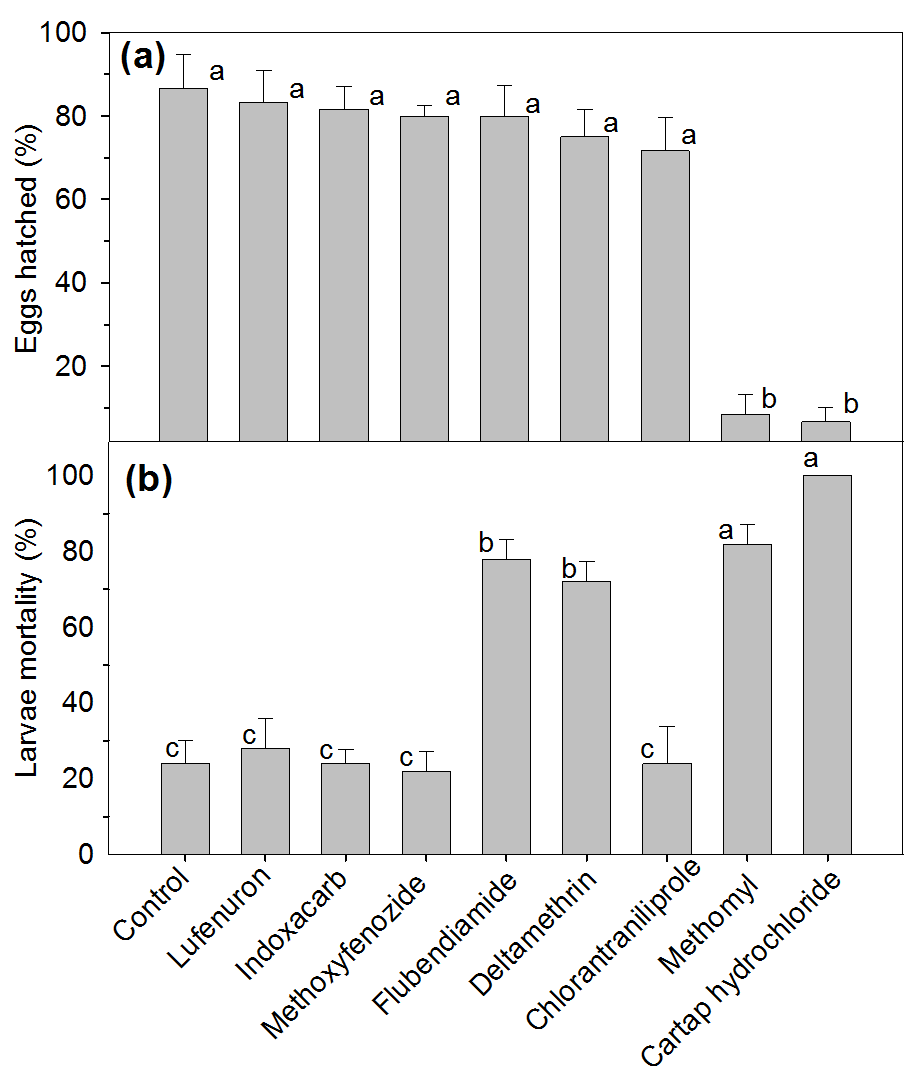 100
(a)
a
a
a
a
a
a
a
80
60
40
20
b
b
Eggs hatched (%)
100
(b)
a
a
b
b
80
60
40
c
c
c
c
c
20
0
Larvae mortality (%)
Control
Lufenuron
Indoxacarb
Methoxyfenozide
Flubendiamide
Deltamethrin
Chlorantraniliprole
Methomyl
Cartap hydrochloride